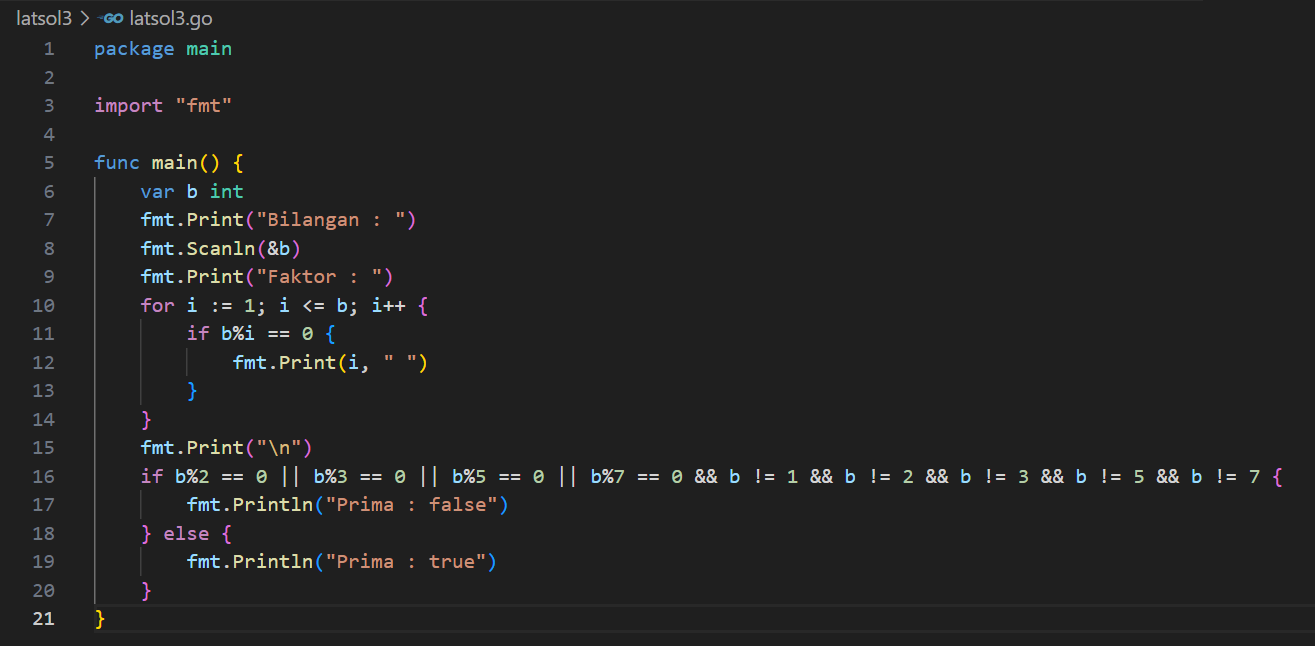 latsol3 > GO latsol3.go
1 package main
2
3 import "fmt"
4
5 func main() {
6     var b int
7     fmt.Print("Bilangan : ")
8     fmt.Scanln(&b)
9     fmt.Print("Faktor : ")
10     for i := 1; i <= b; i++ {
11         if b%i == 0 {
12             fmt.Print(i, " ")
13         }
14     }
15     fmt.Print("\n")
16     if b%2 == 0 || b%3 == 0 || b%5 == 0 || b%7 == 0 && b != 1 && b != 2 && b != 3 && b != 5 && b != 7 {
17         fmt.Println("Prima : false")
18     } else {
19         fmt.Println("Prima : true")
20     }
21 }